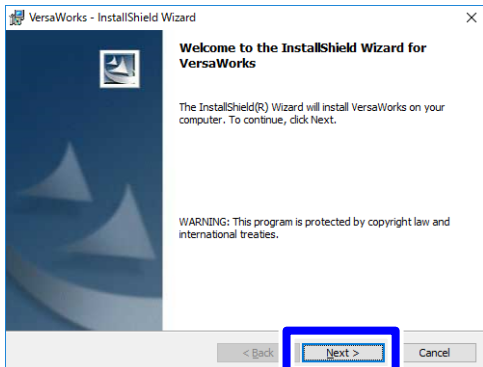 VersaWorks - InstallShield Wizard
Welcome to the InstallShield Wizard for
VersaWorks
The InstallShield(R) Wizard will install VersaWorks on your
computer. To continue, click Next.
WARNING: This program is protected by copyright law and
international treaties.
< Back Next > Cancel